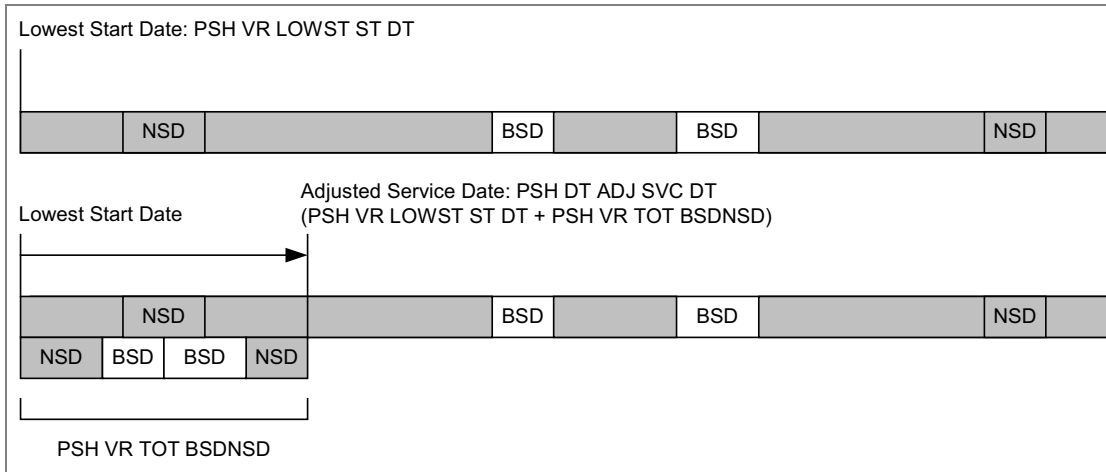 Lowest Start Date: PSH VR LOWST ST DT
NSD
BSD
BSD
NSD
Adjusted Service Date: PSH DT ADJ SVC DT
(PSH VR LOWST ST DT + PSH VR TOT BSDNSD)
Lowest Start Date
NSD
BSD
BSD
NSD
NSD
BSD
BSD
NSD
PSH VR TOT BSDNSD